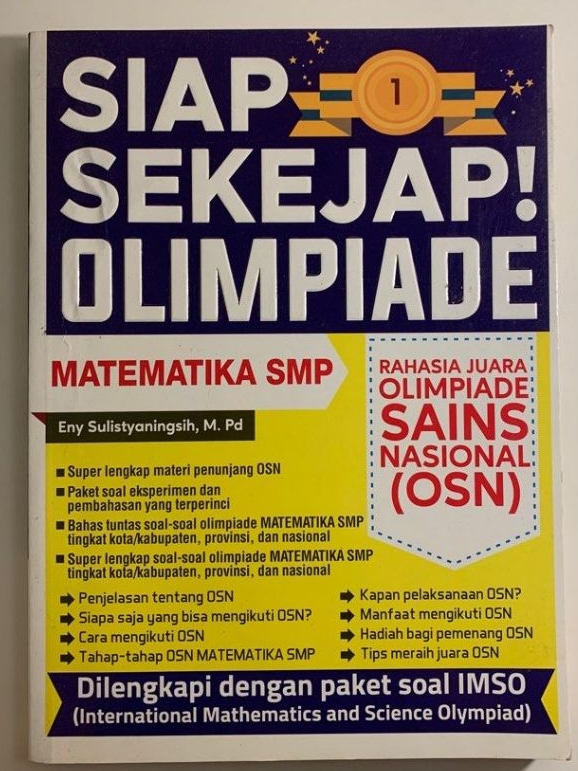 SIAP
1
SEKEJAP!
OLIMPIADE
MATEMATIKA SMP
Eny Sulistyaningsih, M. Pd
RAHASIA JUARA
OLIMPIADE
SAINS
NASIONAL
(OSN)
■ Super lengkap materi penunjang OSN
■ Paket soal eksperimen dan
pembahasan yang terperinci
■ Bahas tuntas soal-soal olimpiade MATEMATIKA SMP
tingkat kota/kabupaten, provinsi, dan nasional
■ Super lengkap soal-soal olimpiade MATEMATIKA SMP
tingkat kota/kabupaten, provinsi, dan nasional
➡ Penjelasan tentang OSN
➡ Siapa saja yang bisa mengikuti OSN?
➡ Cara mengikuti OSN
➡ Tahap-tahap OSN MATEMATIKA SMP
➡ Kapan pelaksanaan OSN?
➡ Manfaat mengikuti OSN
➡ Hadiah bagi pemenang OSN
➡ Tips meraih juara OSN
Dilengkapi dengan paket soal IMSO
(International Mathematics and Science Olympiad)